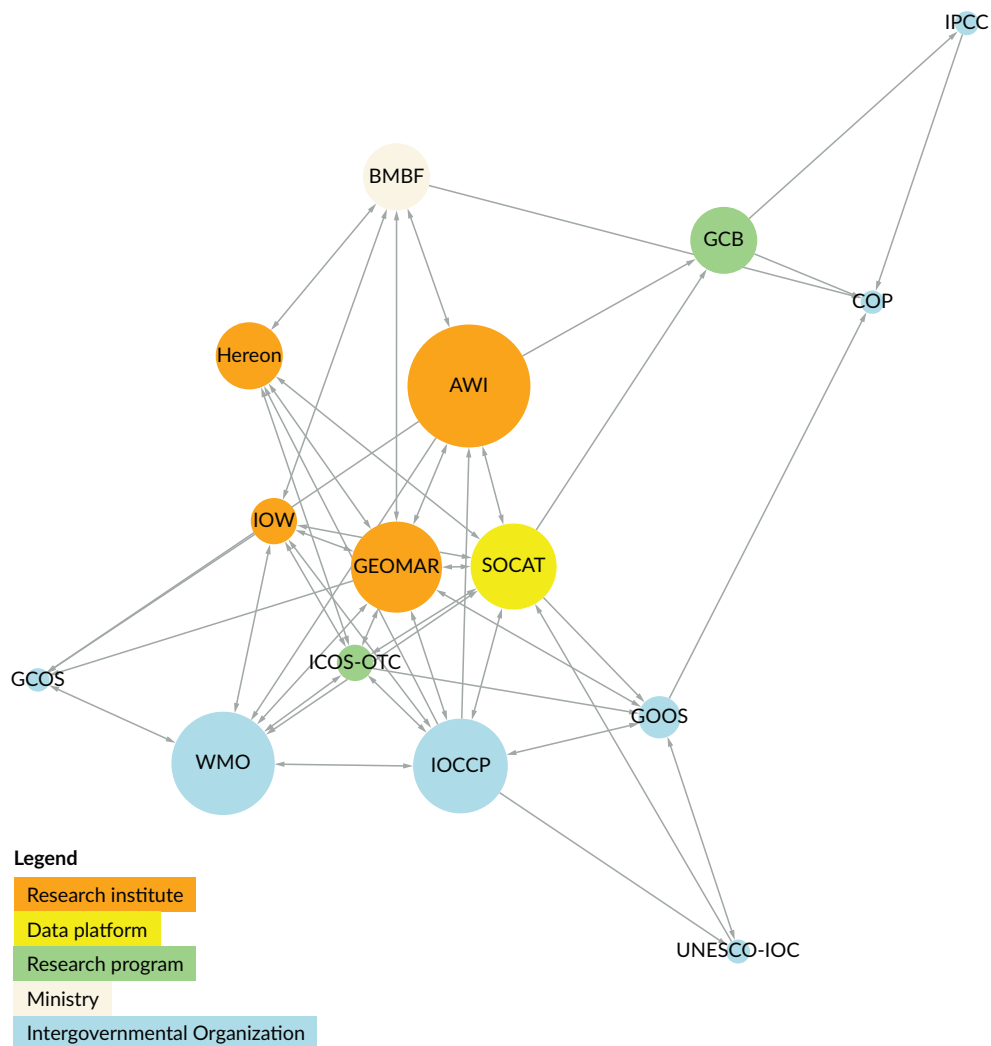 IPCC
BMBF
GCB
COP
Hereon
AWI
IOW
GEOMAR
SOCAT
ICOS-OTC
GCOS
GOOS
WMO
IOCCP
UNESCO-IOC
Legend
Research institute
Data platform
Research program
Ministry
Intergovernmental Organization